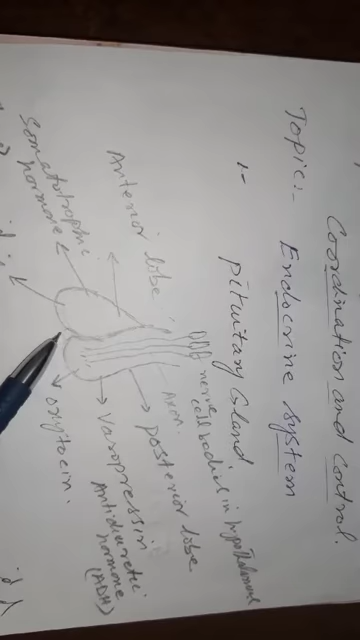 Coordination and Control.
Topic:- Endocrine System
1- Pituitary Gland
nerve
cell bodies in hypothalamus
Axon.
Anterior lobe
posterior lobe
Somatotrophic
hormone
Vasopressin
Antidiuretic
hormone
(ADH)
oxytocin.